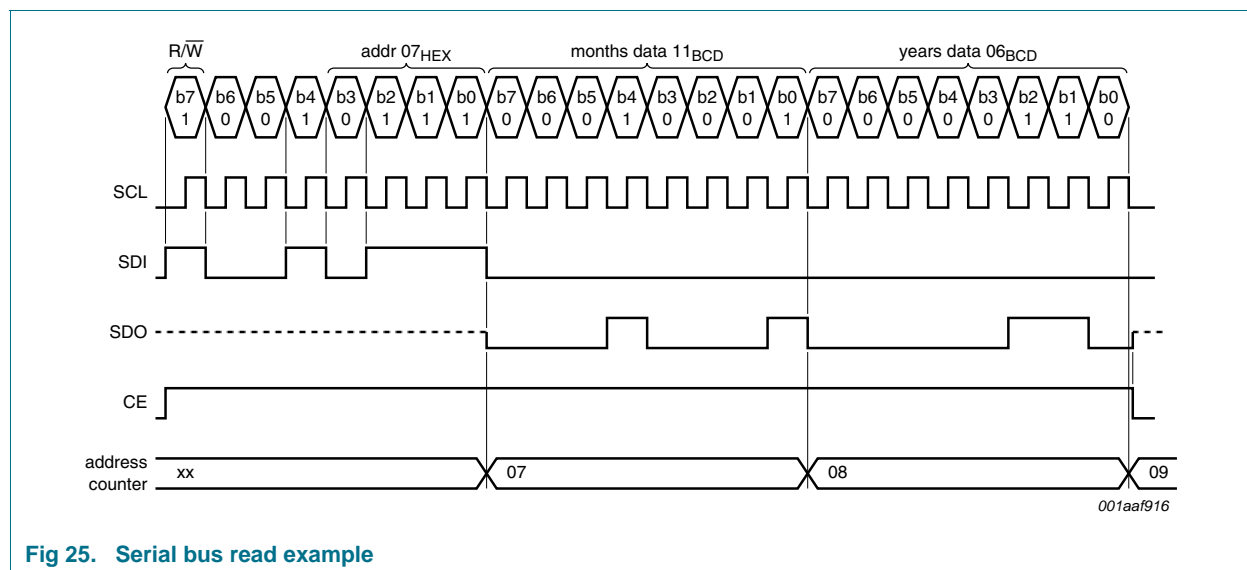 R/W̅ addr 07HEX months data 11BCD years data 06BCD
b7 b6 b5 b4 b3 b2 b1 b0 b7 b6 b5 b4 b3 b2 b1 b0 b7 b6 b5 b4 b3 b2 b1 b0
1 0 0 1 0 1 1 1 0 0 0 1 0 0 0 1 0 0 0 0 0 1 1 0
SCL
SDI
SDO
CE
address
counter
xx 07 08 09
001aaf916
Fig 25. Serial bus read example